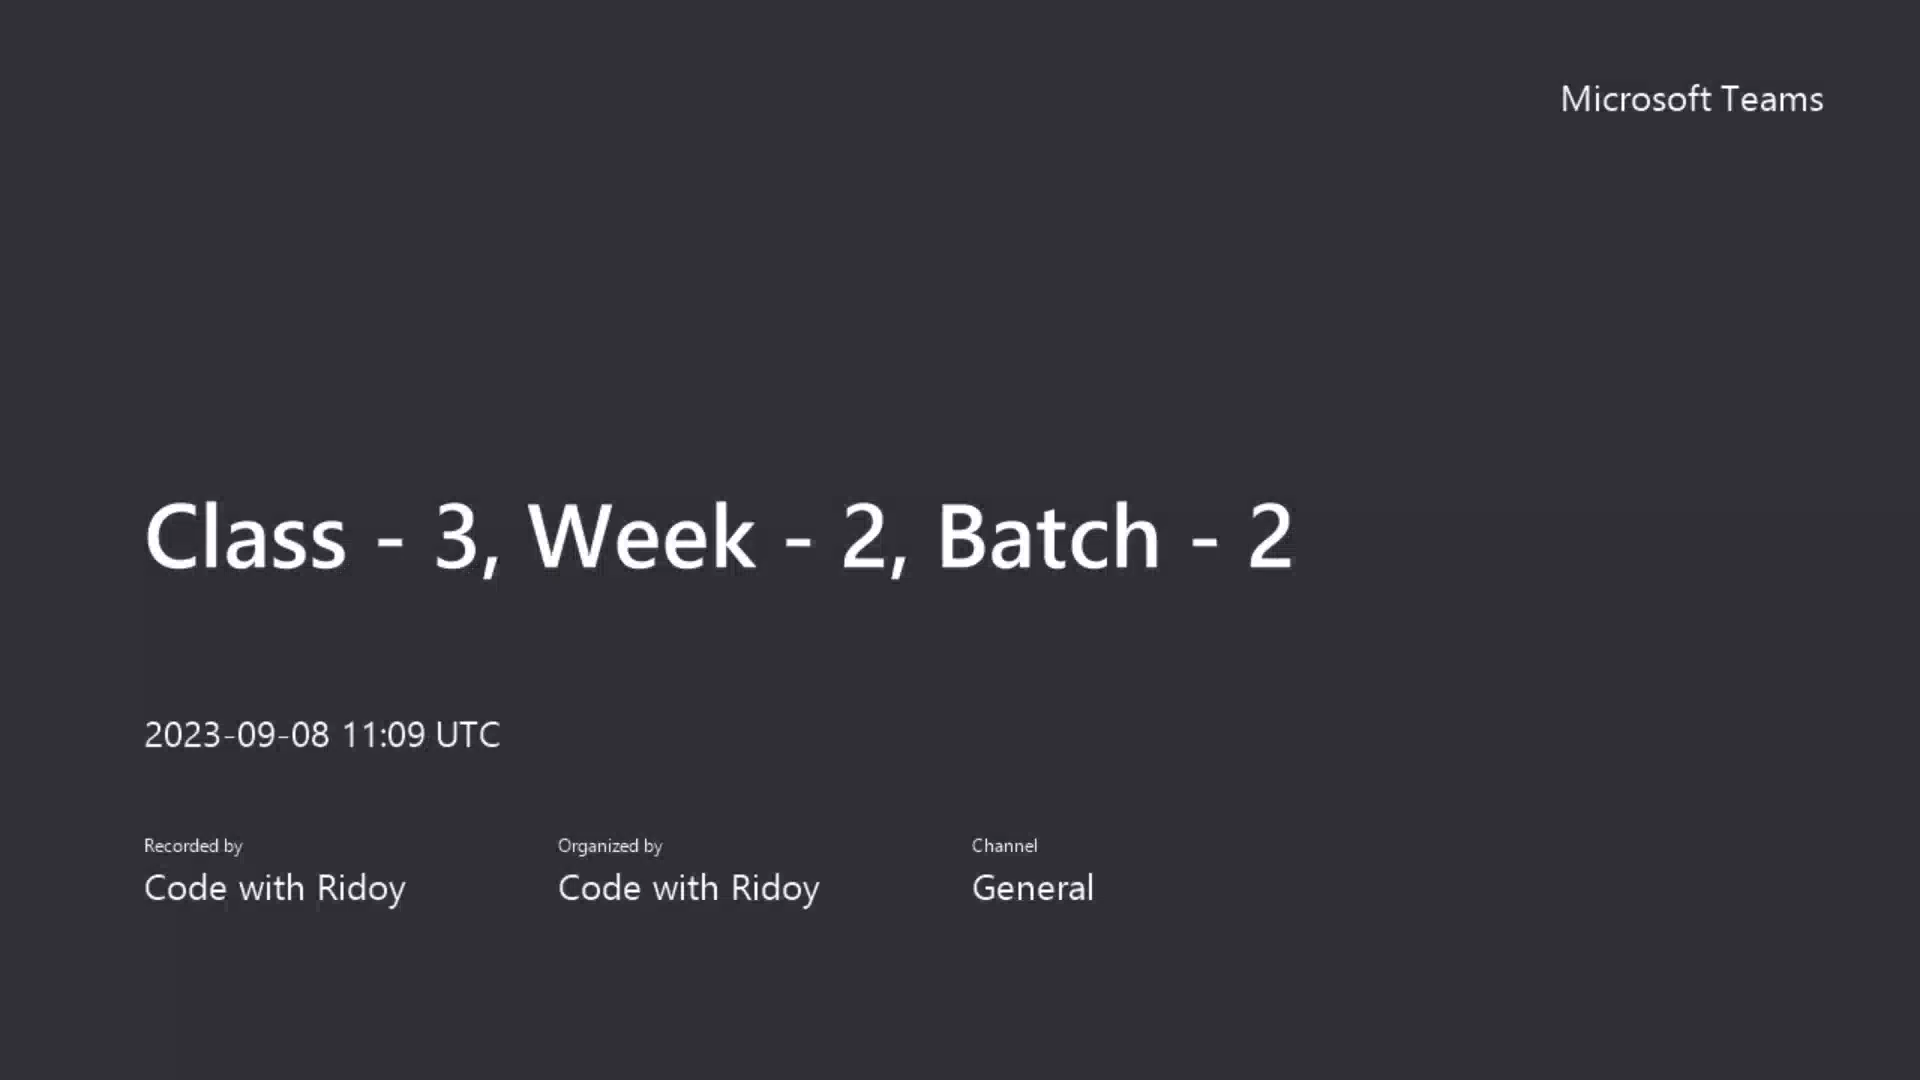 Microsoft Teams
Class - 3, Week - 2, Batch - 2
2023-09-08 11:09 UTC
Recorded by
Code with Ridoy
Organized by
Code with Ridoy
Channel
General